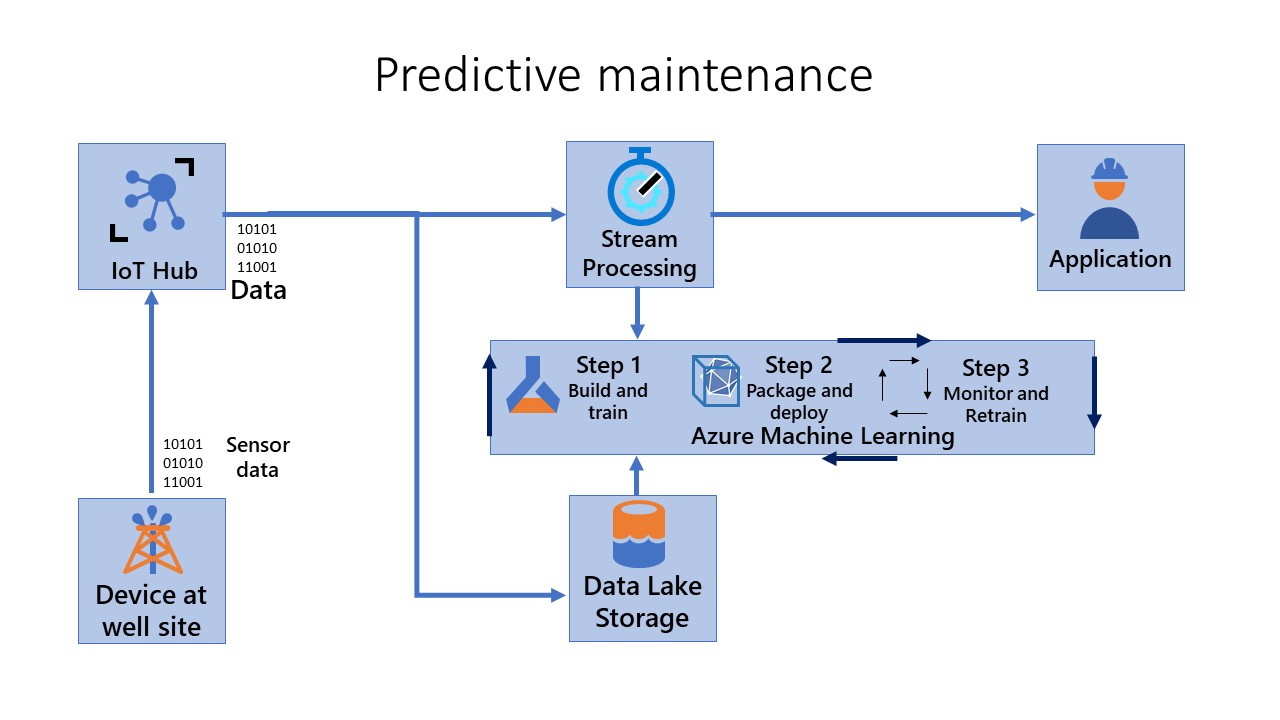 Predictive maintenance
IoT Hub
10101
01010
11001
Data
Stream
Processing
Application
Step 1
Build and
train
Step 2
Package and
deploy
Step 3
Monitor and
Retrain
Azure Machine Learning
10101
01010
11001
Sensor
data
Device at
well site
Data Lake
Storage